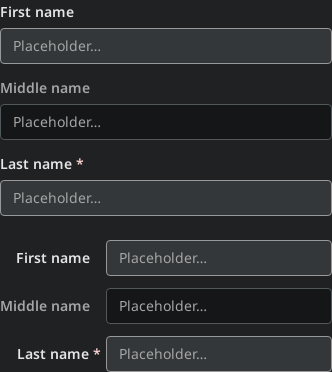 First name
Placeholder...
Middle name
Placeholder...
Last name *
Placeholder...
First name Placeholder...
Middle name Placeholder...
Last name * Placeholder...